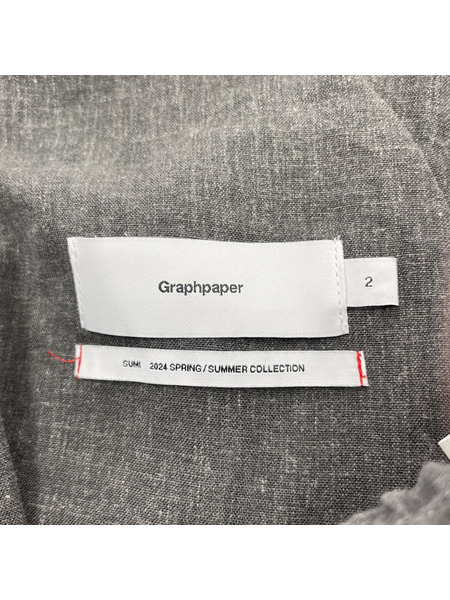 Graphpaper
2
SUMI 2024 SPRING / SUMMER COLLECTION